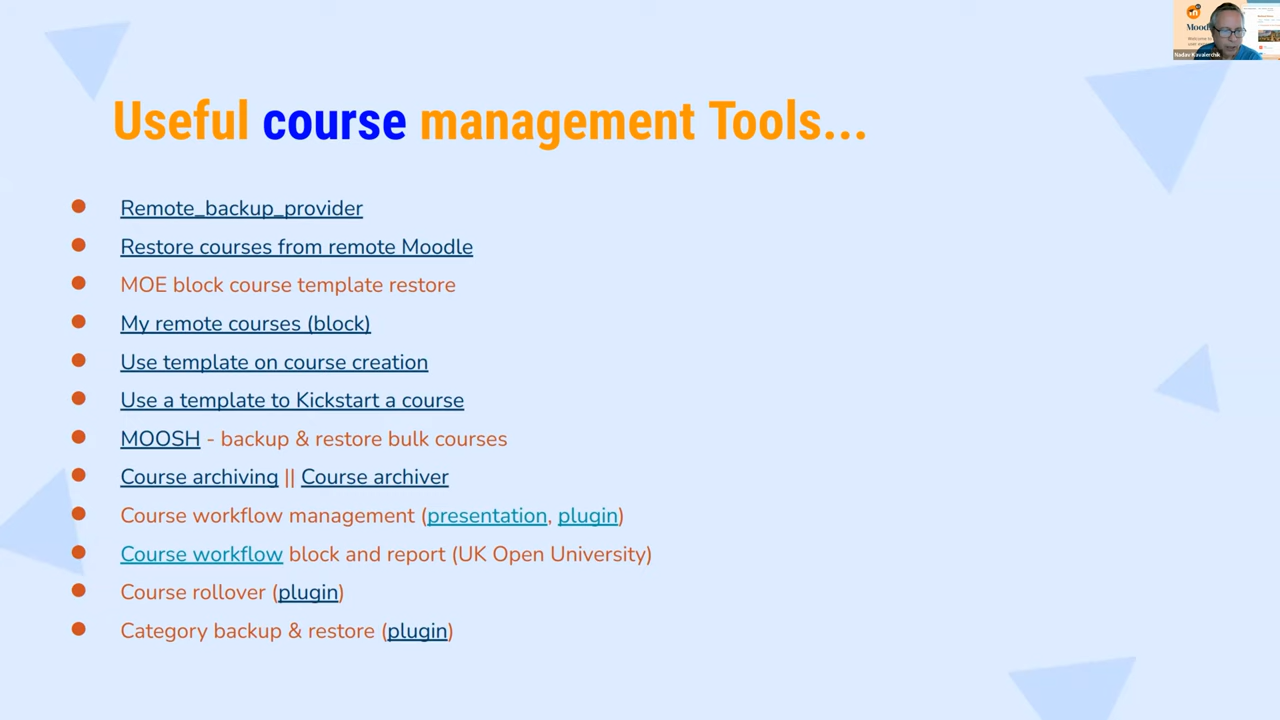 Useful course management Tools...
Remote_backup_provider
Restore courses from remote Moodle
MOE block course template restore
My remote courses (block)
Use template on course creation
Use a template to Kickstart a course
MOOSH - backup & restore bulk courses
Course archiving || Course archiver
Course workflow management (presentation, plugin)
Course workflow block and report (UK Open University)
Course rollover (plugin)
Category backup & restore (plugin)
Nadav Kavalerchik